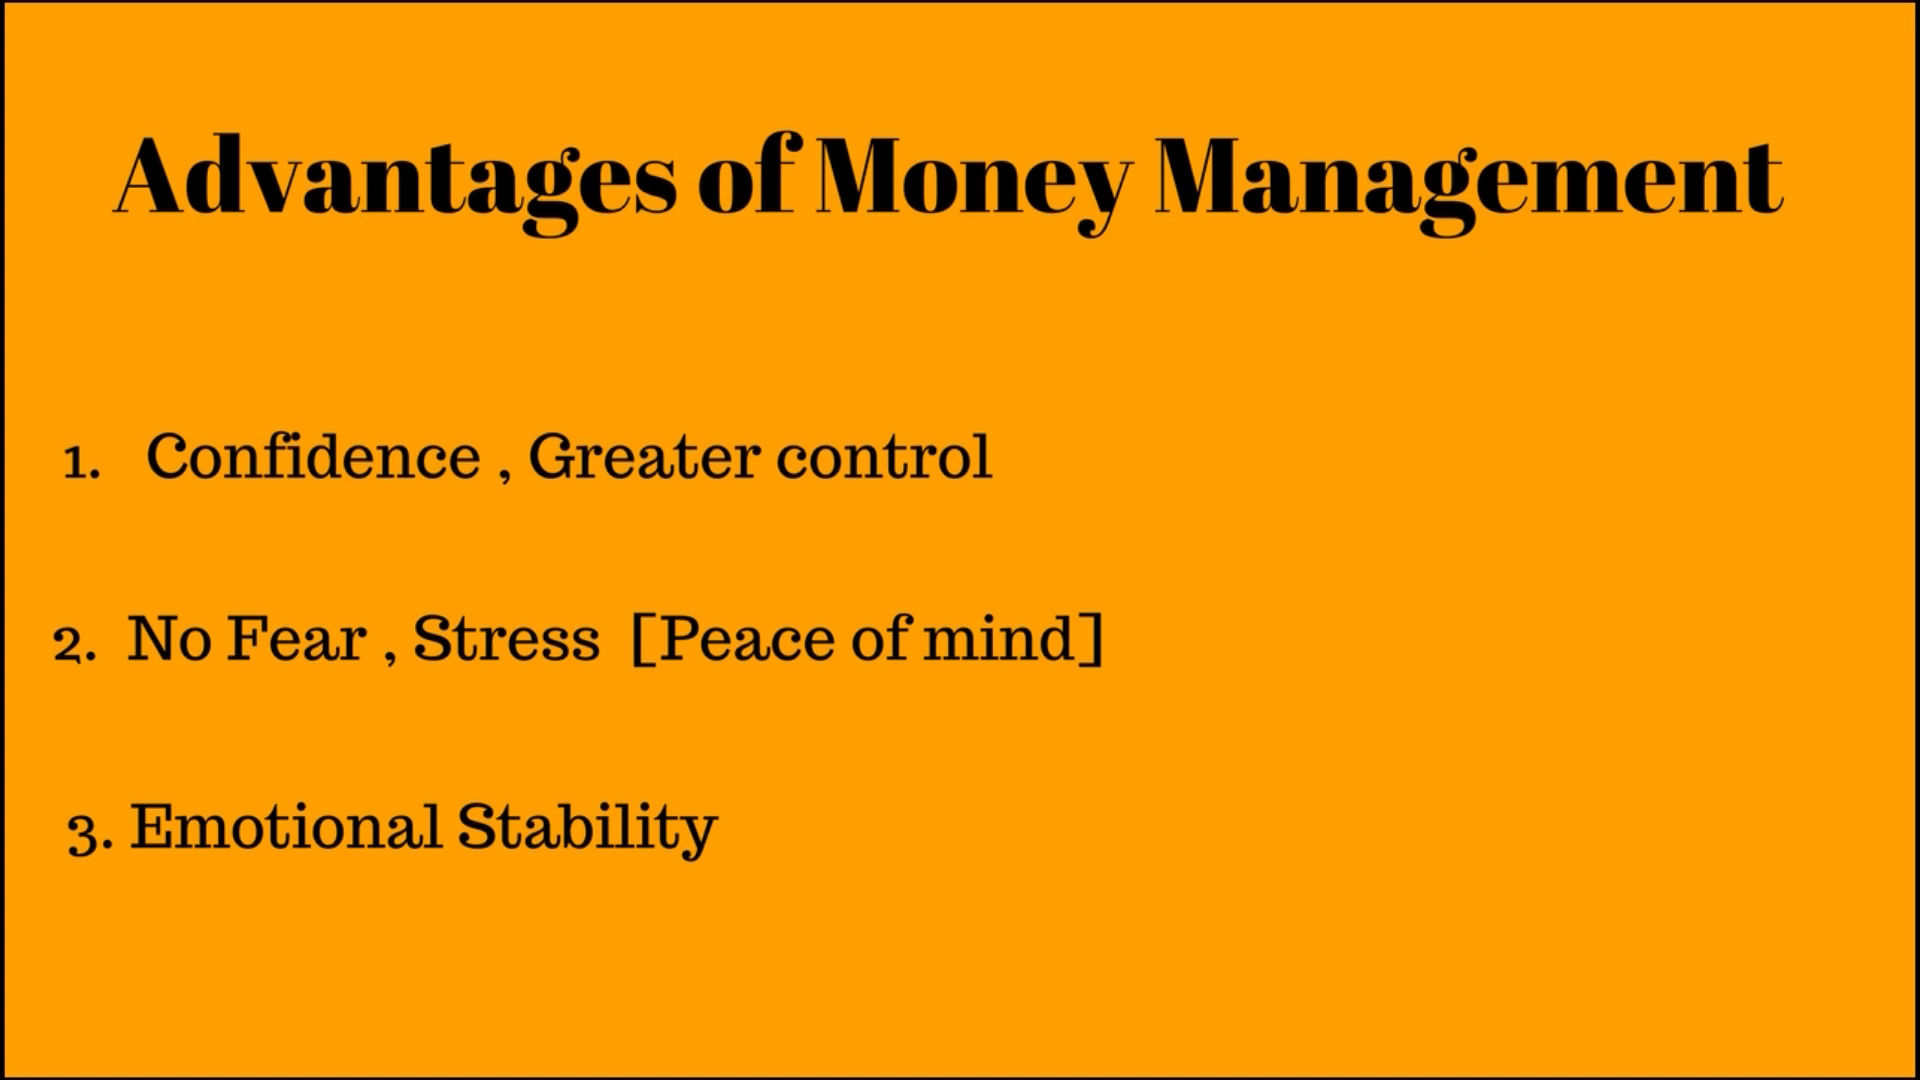 Advantages of Money Management
1. Confidence , Greater control
2. No Fear , Stress [Peace of mind]
3. Emotional Stability